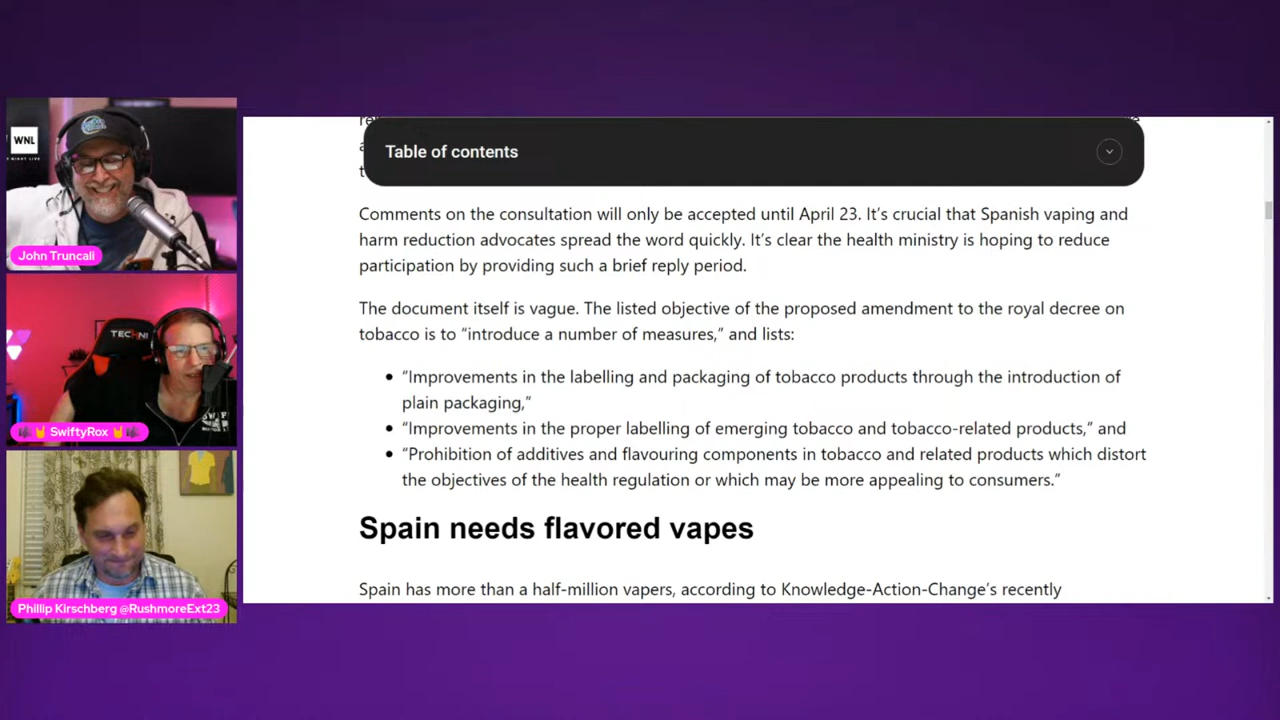 WNL
NIGHT LIVE
John Truncali
TECHNI
SwiftyRox
Phillip Kirschberg @RushmoreExt23
Table of contents
Comments on the consultation will only be accepted until April 23. It’s crucial that Spanish vaping and
harm reduction advocates spread the word quickly. It’s clear the health ministry is hoping to reduce
participation by providing such a brief reply period.
The document itself is vague. The listed objective of the proposed amendment to the royal decree on
tobacco is to “introduce a number of measures,” and lists:
• “Improvements in the labelling and packaging of tobacco products through the introduction of
plain packaging,”
• “Improvements in the proper labelling of emerging tobacco and tobacco-related products,” and
• “Prohibition of additives and flavouring components in tobacco and related products which distort
the objectives of the health regulation or which may be more appealing to consumers.”
Spain needs flavored vapes
Spain has more than a half-million vapers, according to Knowledge-Action-Change’s recently